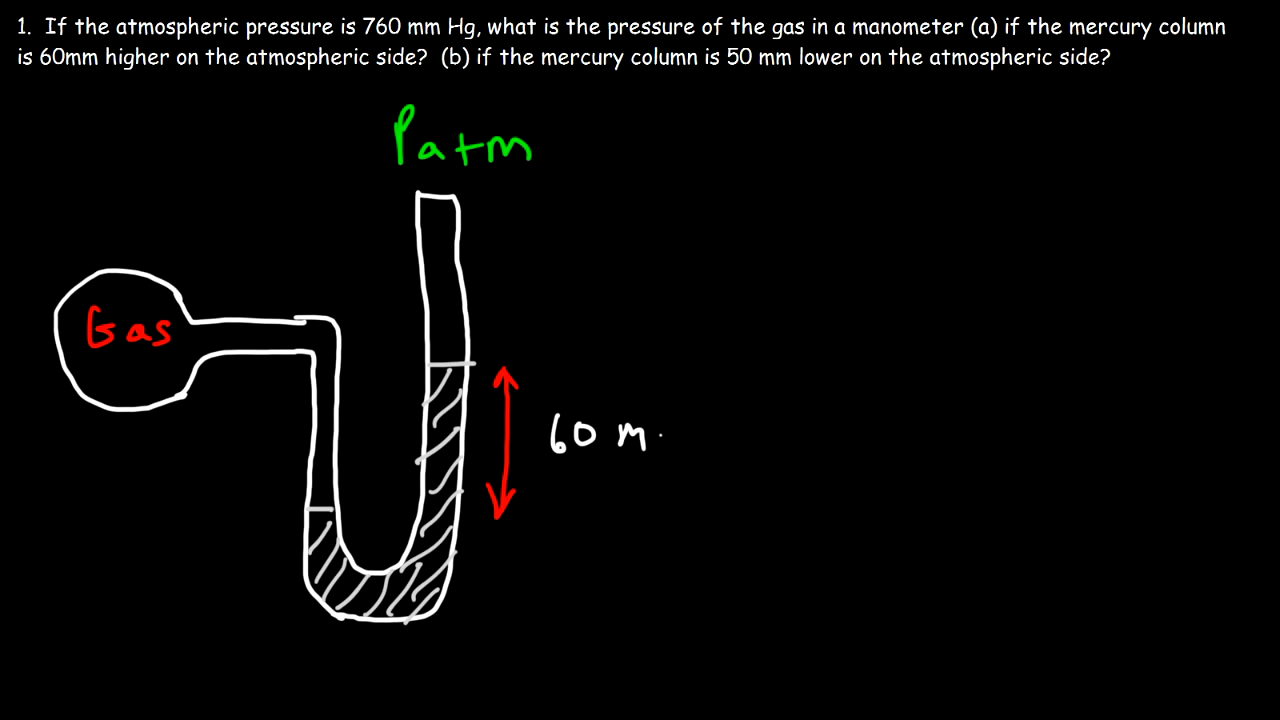 1. If the atmospheric pressure is 760 mm Hg, what is the pressure of the gas in a manometer (a) if the mercury column
is 60mm higher on the atmospheric side? (b) if the mercury column is 50 mm lower on the atmospheric side?
Patm
Gas
60 m